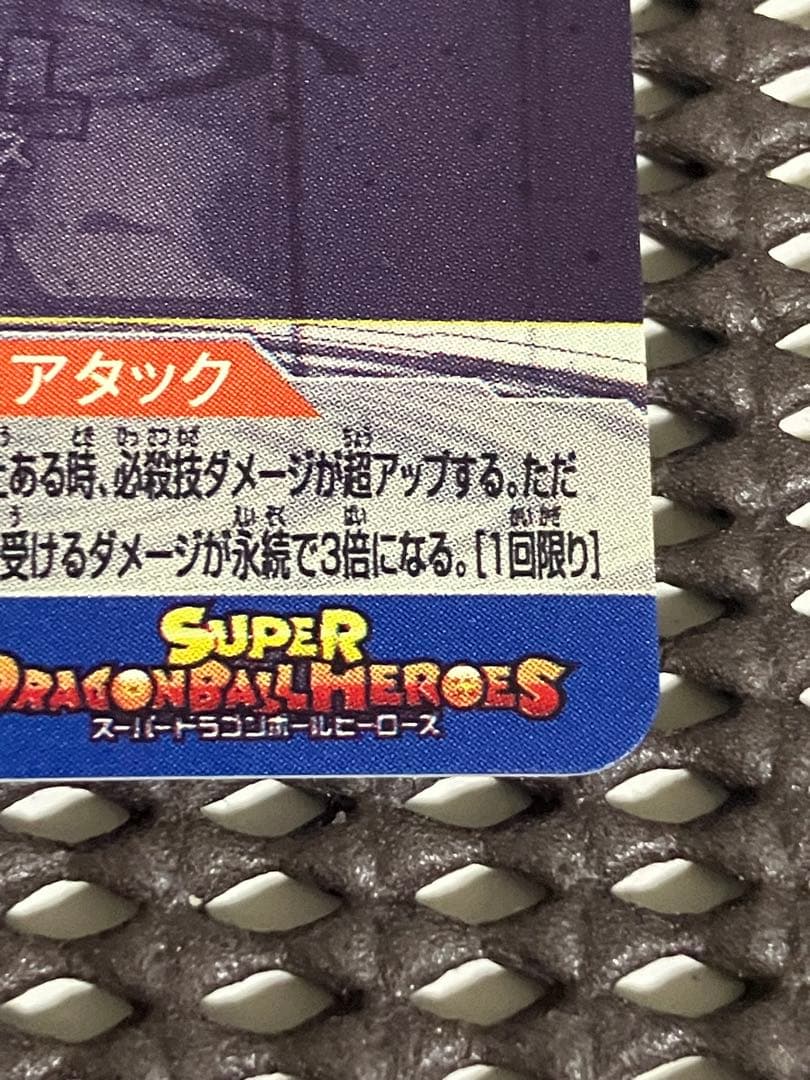 ス
アタック
とある時、必殺技ダメージが超アップする。ただ
受けるダメージが永続で3倍になる。[1回限り]
SUPER
DRAGONBALL HEROES
スーパードラゴンボールヒーローズ